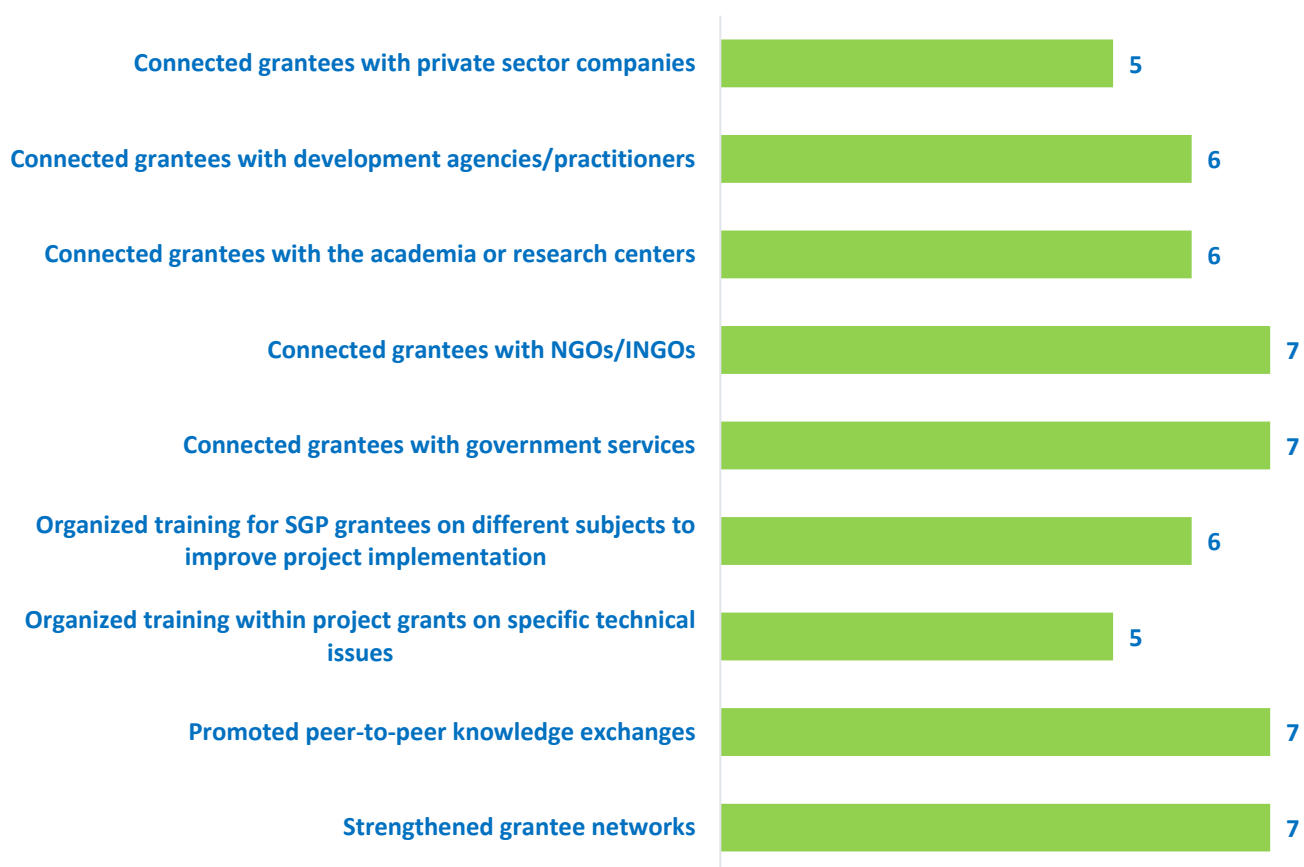 Connected grantees with private sector companies
5
Connected grantees with development agencies/practitioners
6
Connected grantees with the academia or research centers
6
Connected grantees with NGOs/INGOs
7
Connected grantees with government services
7
Organized training for SGP grantees on different subjects to
improve project implementation
6
Organized training within project grants on specific technical
issues
5
Promoted peer-to-peer knowledge exchanges
7
Strengthened grantee networks
7